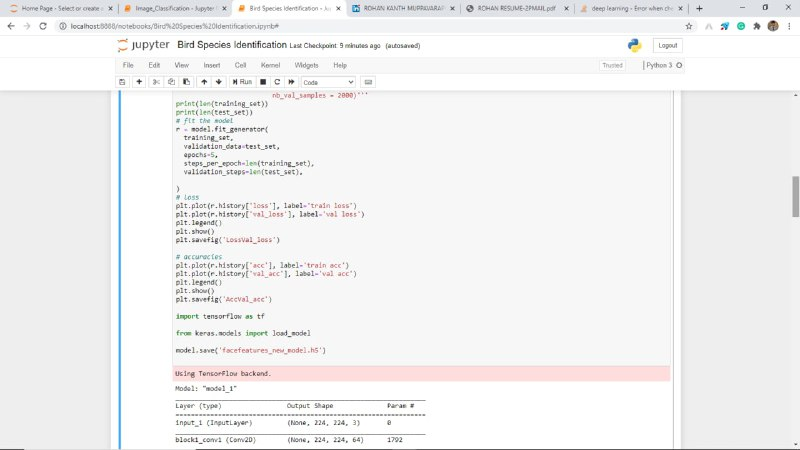 Home Page - Select or create a
Image_Classification - Jupyter
Bird Species Identification - Ju
ROHAN KANTH MUPPAVARAP
ROHAN RESUME-2PMAIL.pdf
deep learning - Error when che
localhost:8888/notebooks/Bird%20Species%20Identification.ipynb#
jupyter Bird Species Identification Last Checkpoint: 9 minutes ago (autosaved)
Logout
File Edit View Insert Cell Kernel Widgets Help
Trusted Python 3
Run Code
nb_val_samples = 2000)'''
print(len(training_set))
print(len(test_set))
# fit the model
r = model.fit_generator(
training_set,
validation_data=test_set,
epochs=5,
steps_per_epoch=len(training_set),
validation_steps=len(test_set),
)
# loss
plt.plot(r.history['loss'], label='train loss')
plt.plot(r.history['val_loss'], label='val loss')
plt.legend()
plt.show()
plt.savefig('LossVal_loss')
# accuracies
plt.plot(r.history['acc'], label='train acc')
plt.plot(r.history['val_acc'], label='val acc')
plt.legend()
plt.show()
plt.savefig('AccVal_acc')
import tensorflow as tf
from keras.models import load_model
model.save('facefeatures_new_model.h5')
Using TensorFlow backend.
Model: "model_1"
Layer (type) Output Shape Param #
input_1 (InputLayer) (None, 224, 224, 3) 0
block1_conv1 (Conv2D) (None, 224, 224, 64) 1792